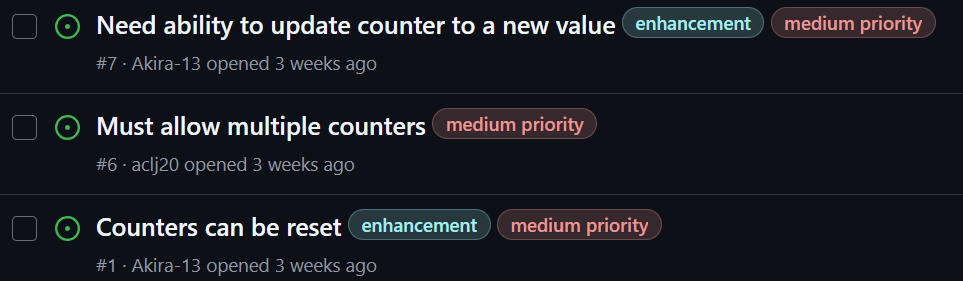 Need ability to update counter to a new value enhancement medium priority
#7 · Akira-13 opened 3 weeks ago
Must allow multiple counters medium priority
#6 · aclj20 opened 3 weeks ago
Counters can be reset enhancement medium priority
#1 · Akira-13 opened 3 weeks ago